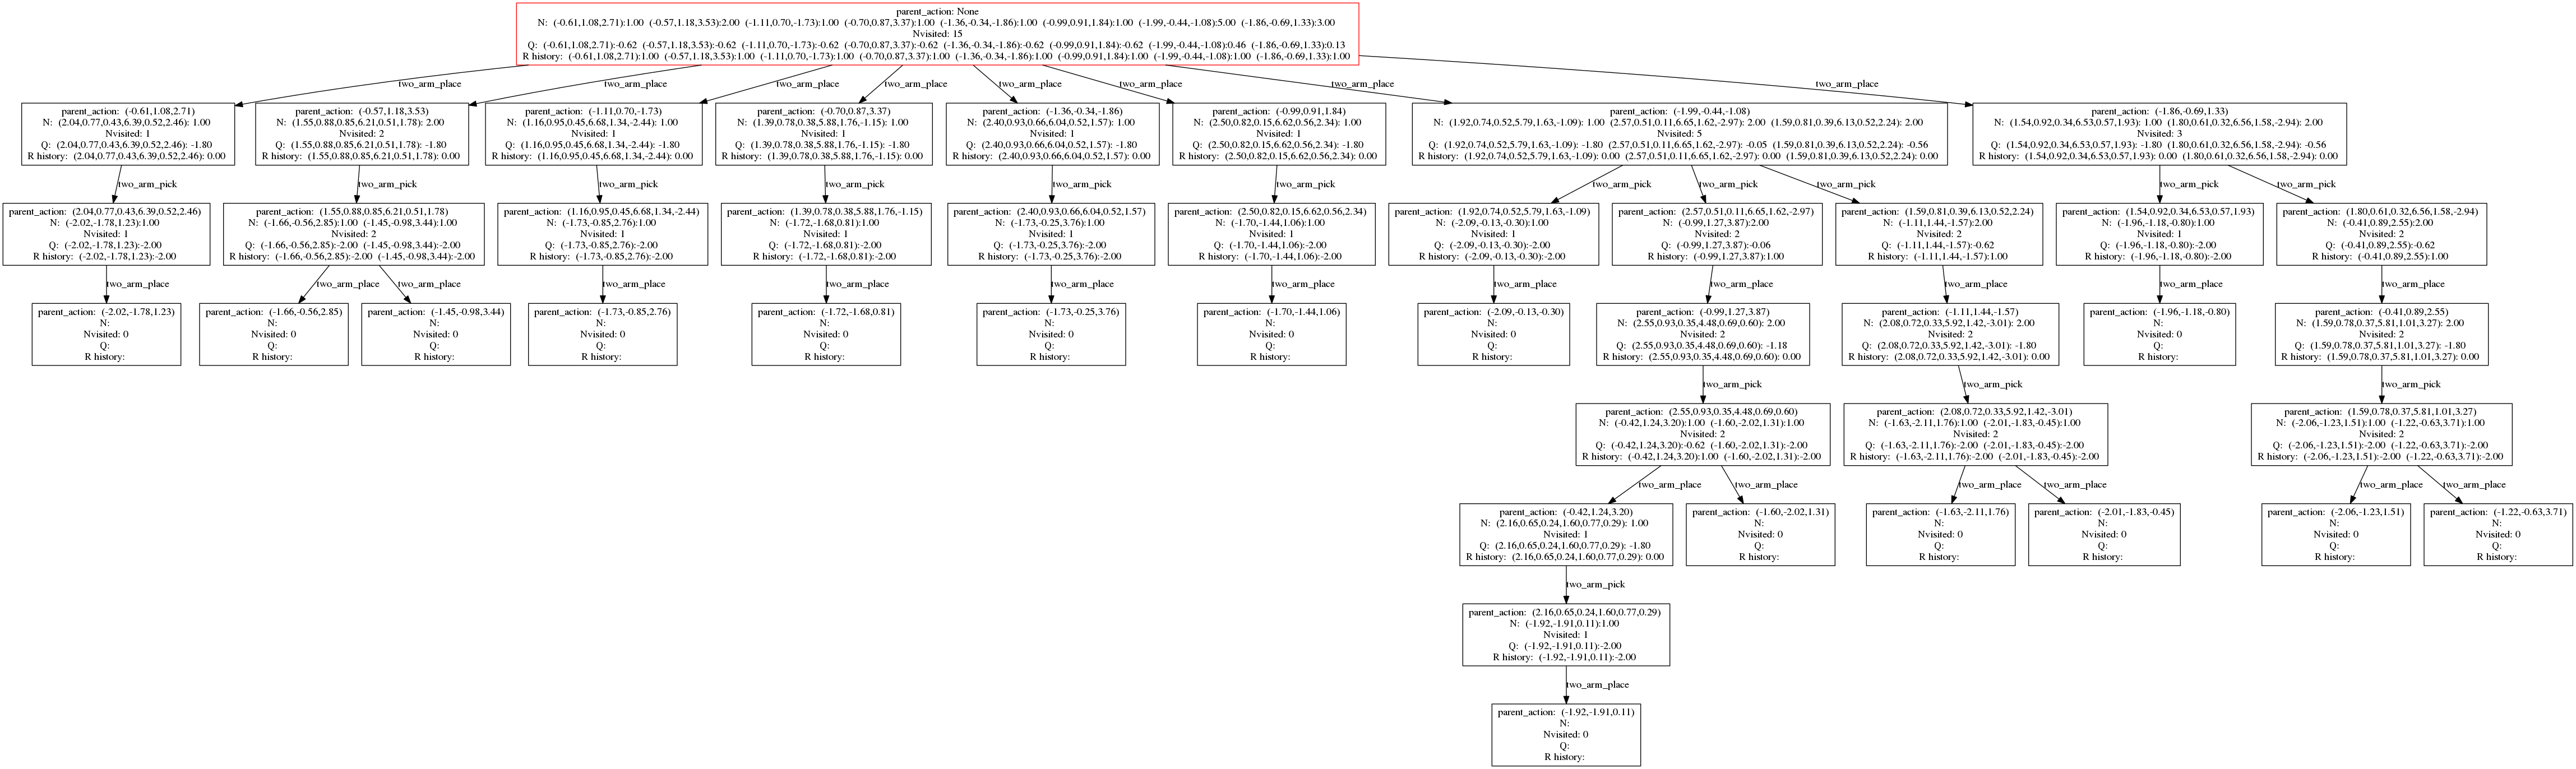 parent_action: None
N: (-0.61,1.08,2.71):1.00 (-0.57,1.18,3.53):2.00 (-1.11,0.70,-1.73):1.00 (-0.70,0.87,3.37):1.00 (-1.36,-0.34,-1.86):1.00 (-0.99,0.91,1.84):1.00 (-1.99,-0.44,-1.08):5.00 (-1.86,-0.69,1.33):3.00
Nvisited: 15
Q: (-0.61,1.08,2.71):-0.62 (-0.57,1.18,3.53):-0.62 (-1.11,0.70,-1.73):-0.62 (-0.70,0.87,3.37):-0.62 (-1.36,-0.34,-1.86):-0.62 (-0.99,0.91,1.84):-0.62 (-1.99,-0.44,-1.08):0.46 (-1.86,-0.69,1.33):0.13
R history: (-0.61,1.08,2.71):1.00 (-0.57,1.18,3.53):1.00 (-1.11,0.70,-1.73):1.00 (-0.70,0.87,3.37):1.00 (-1.36,-0.34,-1.86):1.00 (-0.99,0.91,1.84):1.00 (-1.99,-0.44,-1.08):1.00 (-1.86,-0.69,1.33):1.00
two_arm_place
two_arm_place
two_arm_place
two_arm_place
two_arm_place
two_arm_place
two_arm_place
two_arm_place
parent_action: (-0.61,1.08,2.71)
N: (2.04,0.77,0.43,6.39,0.52,2.46): 1.00
Nvisited: 1
Q: (2.04,0.77,0.43,6.39,0.52,2.46): -1.80
R history: (2.04,0.77,0.43,6.39,0.52,2.46): 0.00
parent_action: (-0.57,1.18,3.53)
N: (1.55,0.88,0.85,6.21,0.51,1.78): 2.00
Nvisited: 2
Q: (1.55,0.88,0.85,6.21,0.51,1.78): -1.80
R history: (1.55,0.88,0.85,6.21,0.51,1.78): 0.00
parent_action: (-1.11,0.70,-1.73)
N: (1.16,0.95,0.45,6.68,1.34,-2.44): 1.00
Nvisited: 1
Q: (1.16,0.95,0.45,6.68,1.34,-2.44): -1.80
R history: (1.16,0.95,0.45,6.68,1.34,-2.44): 0.00
parent_action: (-0.70,0.87,3.37)
N: (1.39,0.78,0.38,5.88,1.76,-1.15): 1.00
Nvisited: 1
Q: (1.39,0.78,0.38,5.88,1.76,-1.15): -1.80
R history: (1.39,0.78,0.38,5.88,1.76,-1.15): 0.00
parent_action: (-1.36,-0.34,-1.86)
N: (2.40,0.93,0.66,6.04,0.52,1.57): 1.00
Nvisited: 1
Q: (2.40,0.93,0.66,6.04,0.52,1.57): -1.80
R history: (2.40,0.93,0.66,6.04,0.52,1.57): 0.00
parent_action: (-0.99,0.91,1.84)
N: (2.50,0.82,0.15,6.62,0.56,2.34): 1.00
Nvisited: 1
Q: (2.50,0.82,0.15,6.62,0.56,2.34): -1.80
R history: (2.50,0.82,0.15,6.62,0.56,2.34): 0.00
parent_action: (-1.99,-0.44,-1.08)
N: (1.92,0.74,0.52,5.79,1.63,-1.09): 1.00 (2.57,0.51,0.11,6.65,1.62,-2.97): 2.00 (1.59,0.81,0.39,6.13,0.52,2.24): 2.00
Nvisited: 5
Q: (1.92,0.74,0.52,5.79,1.63,-1.09): -1.80 (2.57,0.51,0.11,6.65,1.62,-2.97): -0.05 (1.59,0.81,0.39,6.13,0.52,2.24): -0.56
R history: (1.92,0.74,0.52,5.79,1.63,-1.09): 0.00 (2.57,0.51,0.11,6.65,1.62,-2.97): 0.00 (1.59,0.81,0.39,6.13,0.52,2.24): 0.00
parent_action: (-1.86,-0.69,1.33)
N: (1.54,0.92,0.34,6.53,0.57,1.93): 1.00 (1.80,0.61,0.32,6.56,1.58,-2.94): 2.00
Nvisited: 3
Q: (1.54,0.92,0.34,6.53,0.57,1.93): -1.80 (1.80,0.61,0.32,6.56,1.58,-2.94): -0.56
R history: (1.54,0.92,0.34,6.53,0.57,1.93): 0.00 (1.80,0.61,0.32,6.56,1.58,-2.94): 0.00
two_arm_pick
two_arm_pick
two_arm_pick
two_arm_pick
two_arm_pick
two_arm_pick
two_arm_pick
two_arm_pick
two_arm_pick
two_arm_pick
two_arm_pick
parent_action: (2.04,0.77,0.43,6.39,0.52,2.46)
N: (-2.02,-1.78,1.23):1.00
Nvisited: 1
Q: (-2.02,-1.78,1.23):-2.00
R history: (-2.02,-1.78,1.23):-2.00
parent_action: (1.55,0.88,0.85,6.21,0.51,1.78)
N: (-1.66,-0.56,2.85):1.00 (-1.45,-0.98,3.44):1.00
Nvisited: 2
Q: (-1.66,-0.56,2.85):-2.00 (-1.45,-0.98,3.44):-2.00
R history: (-1.66,-0.56,2.85):-2.00 (-1.45,-0.98,3.44):-2.00
parent_action: (1.16,0.95,0.45,6.68,1.34,-2.44)
N: (-1.73,-0.85,2.76):1.00
Nvisited: 1
Q: (-1.73,-0.85,2.76):-2.00
R history: (-1.73,-0.85,2.76):-2.00
parent_action: (1.39,0.78,0.38,5.88,1.76,-1.15)
N: (-1.72,-1.68,0.81):1.00
Nvisited: 1
Q: (-1.72,-1.68,0.81):-2.00
R history: (-1.72,-1.68,0.81):-2.00
parent_action: (2.40,0.93,0.66,6.04,0.52,1.57)
N: (-1.73,-0.25,3.76):1.00
Nvisited: 1
Q: (-1.73,-0.25,3.76):-2.00
R history: (-1.73,-0.25,3.76):-2.00
parent_action: (2.50,0.82,0.15,6.62,0.56,2.34)
N: (-1.70,-1.44,1.06):1.00
Nvisited: 1
Q: (-1.70,-1.44,1.06):-2.00
R history: (-1.70,-1.44,1.06):-2.00
parent_action: (1.92,0.74,0.52,5.79,1.63,-1.09)
N: (-2.09,-0.13,-0.30):1.00
Nvisited: 1
Q: (-2.09,-0.13,-0.30):-2.00
R history: (-2.09,-0.13,-0.30):-2.00
parent_action: (2.57,0.51,0.11,6.65,1.62,-2.97)
N: (-0.99,1.27,3.87):2.00
Nvisited: 2
Q: (-0.99,1.27,3.87):-0.06
R history: (-0.99,1.27,3.87):1.00
parent_action: (1.59,0.81,0.39,6.13,0.52,2.24)
N: (-1.11,1.44,-1.57):2.00
Nvisited: 2
Q: (-1.11,1.44,-1.57):-0.62
R history: (-1.11,1.44,-1.57):1.00
parent_action: (1.54,0.92,0.34,6.53,0.57,1.93)
N: (-1.96,-1.18,-0.80):1.00
Nvisited: 1
Q: (-1.96,-1.18,-0.80):-2.00
R history: (-1.96,-1.18,-0.80):-2.00
parent_action: (1.80,0.61,0.32,6.56,1.58,-2.94)
N: (-0.41,0.89,2.55):2.00
Nvisited: 2
Q: (-0.41,0.89,2.55):-0.62
R history: (-0.41,0.89,2.55):1.00
two_arm_place
two_arm_place
two_arm_place
two_arm_place
two_arm_place
two_arm_place
two_arm_place
two_arm_place
two_arm_place
two_arm_place
two_arm_place
two_arm_place
parent_action: (-2.02,-1.78,1.23)
N:
Nvisited: 0
Q:
R history:
parent_action: (-1.66,-0.56,2.85)
N:
Nvisited: 0
Q:
R history:
parent_action: (-1.45,-0.98,3.44)
N:
Nvisited: 0
Q:
R history:
parent_action: (-1.73,-0.85,2.76)
N:
Nvisited: 0
Q:
R history:
parent_action: (-1.72,-1.68,0.81)
N:
Nvisited: 0
Q:
R history:
parent_action: (-1.73,-0.25,3.76)
N:
Nvisited: 0
Q:
R history:
parent_action: (-1.70,-1.44,1.06)
N:
Nvisited: 0
Q:
R history:
parent_action: (-2.09,-0.13,-0.30)
N:
Nvisited: 0
Q:
R history:
parent_action: (-0.99,1.27,3.87)
N: (2.55,0.93,0.35,4.48,0.69,0.60): 2.00
Nvisited: 2
Q: (2.55,0.93,0.35,4.48,0.69,0.60): -1.18
R history: (2.55,0.93,0.35,4.48,0.69,0.60): 0.00
parent_action: (-1.11,1.44,-1.57)
N: (2.08,0.72,0.33,5.92,1.42,-3.01): 2.00
Nvisited: 2
Q: (2.08,0.72,0.33,5.92,1.42,-3.01): -1.80
R history: (2.08,0.72,0.33,5.92,1.42,-3.01): 0.00
parent_action: (-1.96,-1.18,-0.80)
N:
Nvisited: 0
Q:
R history:
parent_action: (-0.41,0.89,2.55)
N: (1.59,0.78,0.37,5.81,1.01,3.27): 2.00
Nvisited: 2
Q: (1.59,0.78,0.37,5.81,1.01,3.27): -1.80
R history: (1.59,0.78,0.37,5.81,1.01,3.27): 0.00
two_arm_pick
two_arm_pick
two_arm_pick
parent_action: (2.55,0.93,0.35,4.48,0.69,0.60)
N: (-0.42,1.24,3.20):1.00 (-1.60,-2.02,1.31):1.00
Nvisited: 2
Q: (-0.42,1.24,3.20):-0.62 (-1.60,-2.02,1.31):-2.00
R history: (-0.42,1.24,3.20):1.00 (-1.60,-2.02,1.31):-2.00
parent_action: (2.08,0.72,0.33,5.92,1.42,-3.01)
N: (-1.63,-2.11,1.76):1.00 (-2.01,-1.83,-0.45):1.00
Nvisited: 2
Q: (-1.63,-2.11,1.76):-2.00 (-2.01,-1.83,-0.45):-2.00
R history: (-1.63,-2.11,1.76):-2.00 (-2.01,-1.83,-0.45):-2.00
parent_action: (1.59,0.78,0.37,5.81,1.01,3.27)
N: (-2.06,-1.23,1.51):1.00 (-1.22,-0.63,3.71):1.00
Nvisited: 2
Q: (-2.06,-1.23,1.51):-2.00 (-1.22,-0.63,3.71):-2.00
R history: (-2.06,-1.23,1.51):-2.00 (-1.22,-0.63,3.71):-2.00
two_arm_place
two_arm_place
two_arm_place
two_arm_place
two_arm_place
two_arm_place
parent_action: (-0.42,1.24,3.20)
N: (2.16,0.65,0.24,1.60,0.77,0.29): 1.00
Nvisited: 1
Q: (2.16,0.65,0.24,1.60,0.77,0.29): -1.80
R history: (2.16,0.65,0.24,1.60,0.77,0.29): 0.00
parent_action: (-1.60,-2.02,1.31)
N:
Nvisited: 0
Q:
R history:
parent_action: (-1.63,-2.11,1.76)
N:
Nvisited: 0
Q:
R history:
parent_action: (-2.01,-1.83,-0.45)
N:
Nvisited: 0
Q:
R history:
parent_action: (-2.06,-1.23,1.51)
N:
Nvisited: 0
Q:
R history:
parent_action: (-1.22,-0.63,3.71)
N:
Nvisited: 0
Q:
R history:
two_arm_pick
parent_action: (2.16,0.65,0.24,1.60,0.77,0.29)
N: (-1.92,-1.91,0.11):1.00
Nvisited: 1
Q: (-1.92,-1.91,0.11):-2.00
R history: (-1.92,-1.91,0.11):-2.00
two_arm_place
parent_action: (-1.92,-1.91,0.11)
N:
Nvisited: 0
Q:
R history: